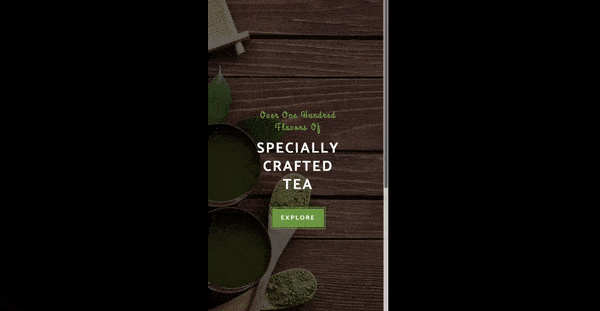 Over One Hundred
Flavors Of
SPECIALLY
CRAFTED
TEA
EXPLORE